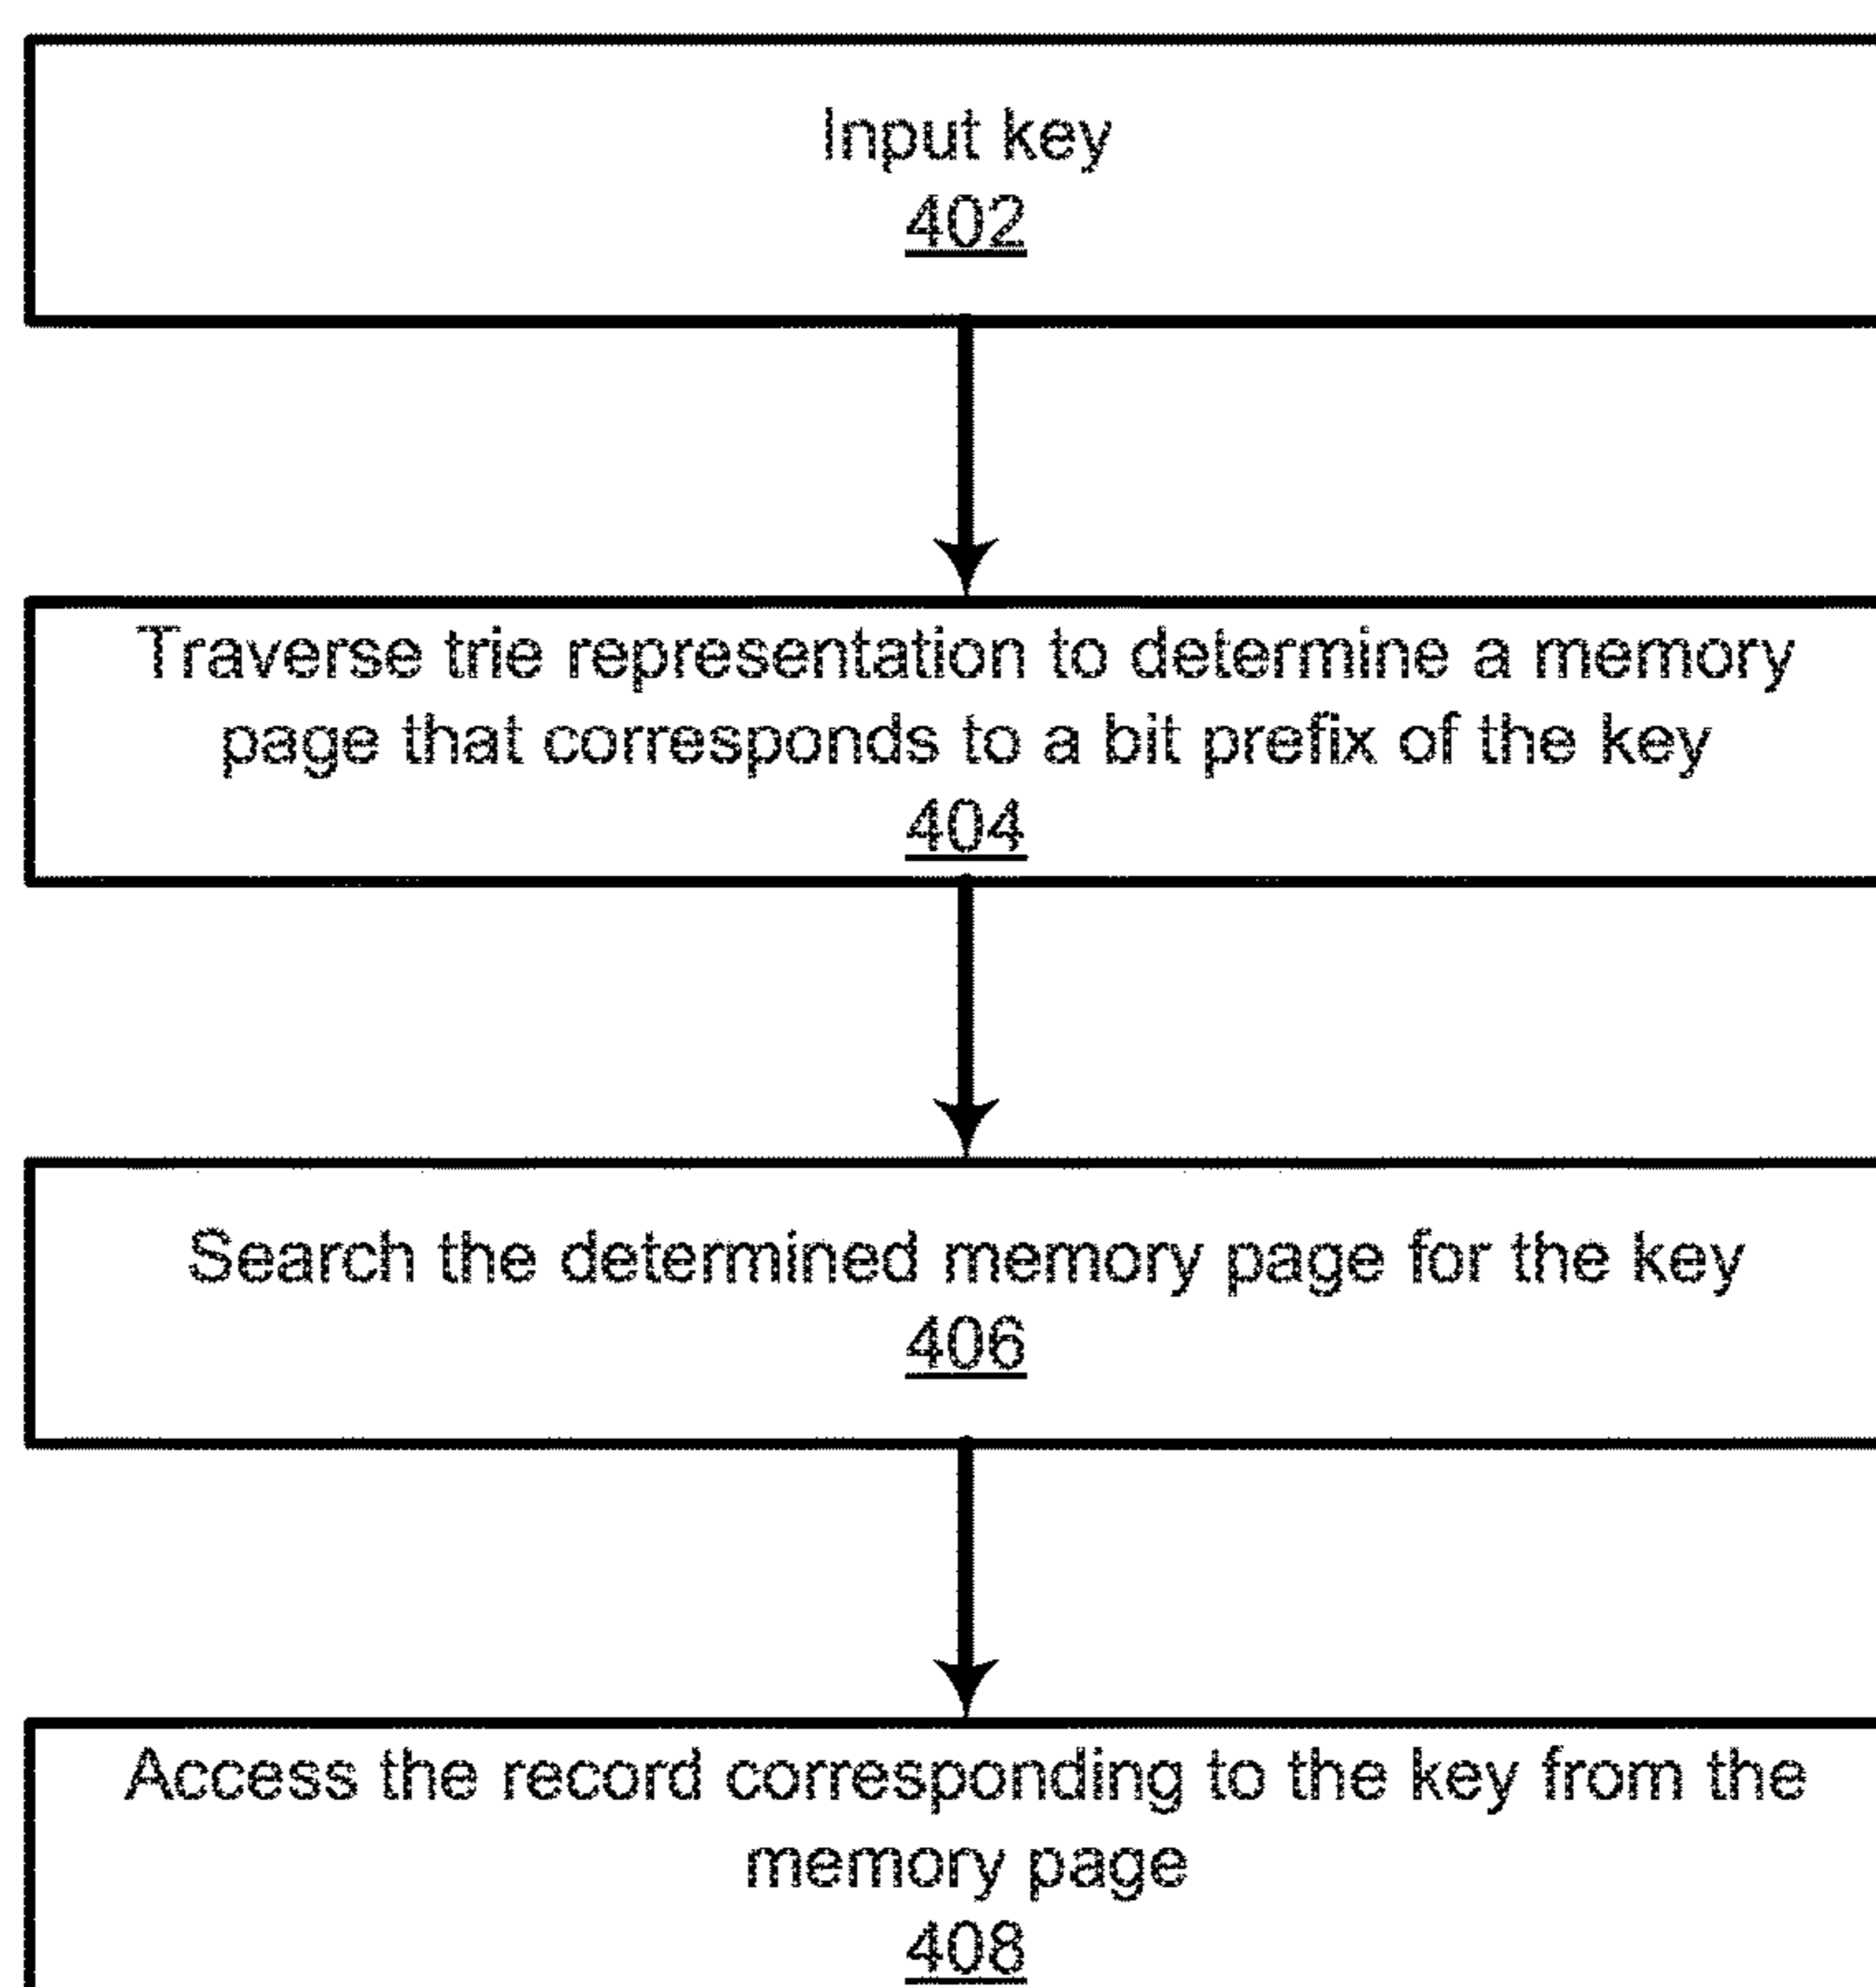 Input key
402
Traverse trie representation to determine a memory
page that corresponds to a bit prefix of the key
404
Search the determined memory page for the key
406
Access the record corresponding to the key from the
memory page
408